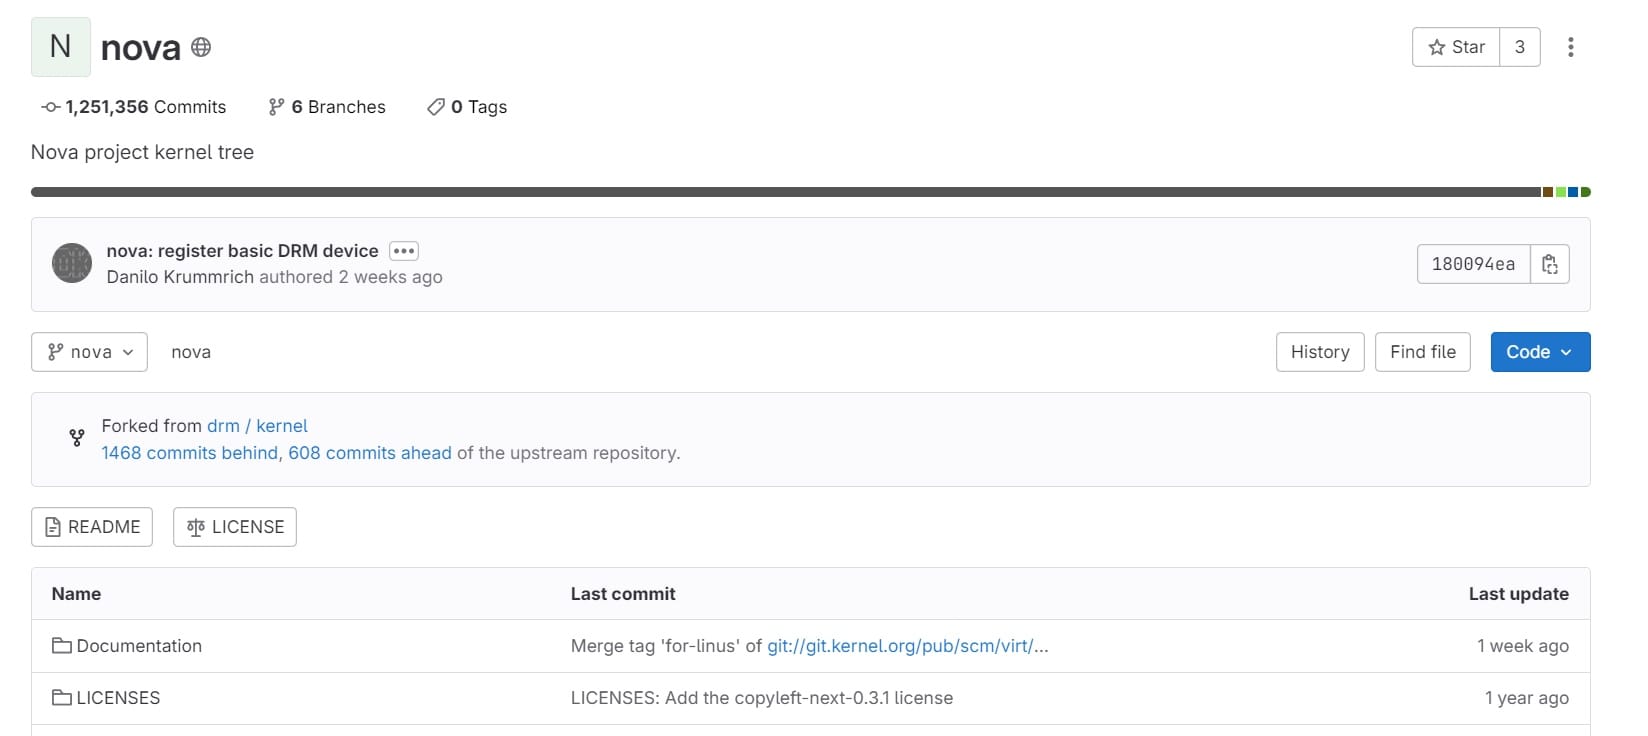 N nova
Star 3
1,251,356 Commits 6 Branches 0 Tags
Nova project kernel tree
nova: register basic DRM device
Danilo Krummrich authored 2 weeks ago
180094ea
nova nova
History Find file Code
Forked from drm / kernel
1468 commits behind, 608 commits ahead of the upstream repository.
README LICENSE
Name Last commit Last update
Documentation Merge tag 'for-linus' of git://git.kernel.org/pub/scm/virt/... 1 week ago
LICENSES LICENSES: Add the copyleft-next-0.3.1 license 1 year ago